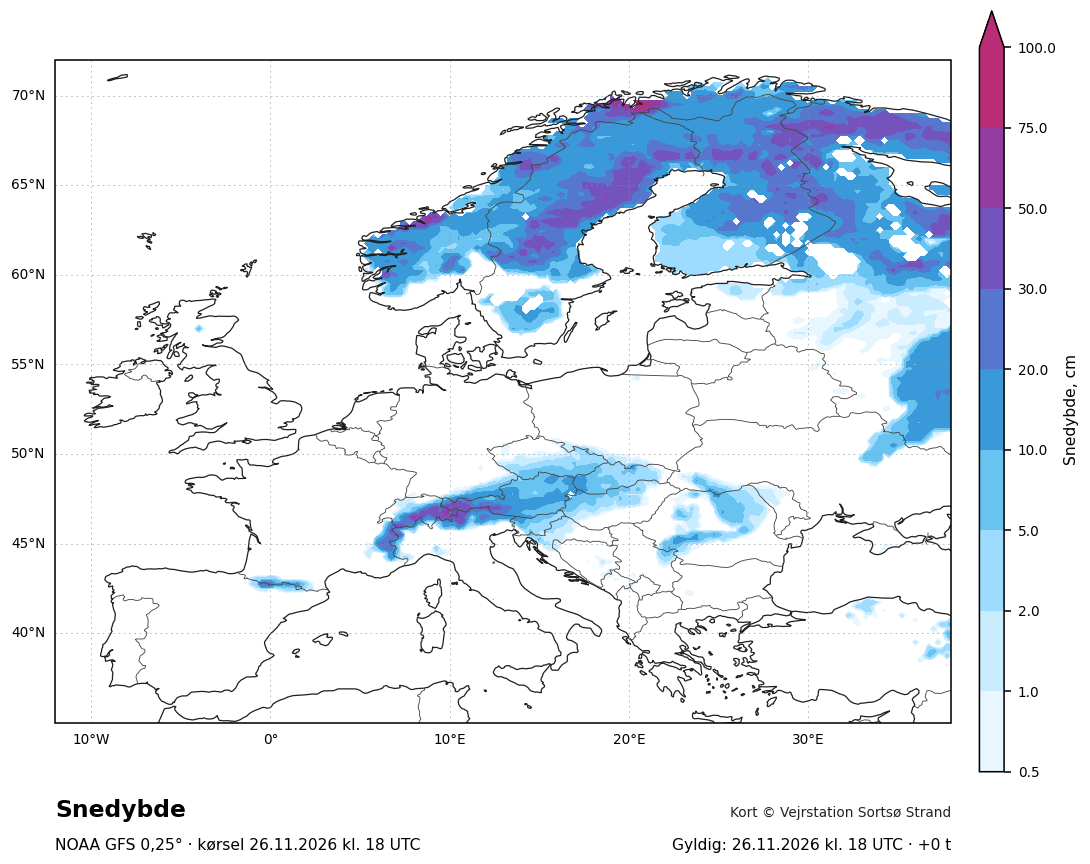 70°N
65°N
60°N
55°N
50°N
45°N
40°N
10°W
0°
10°E
20°E
30°E
100.0
75.0
50.0
30.0
20.0
10.0
5.0
2.0
1.0
0.5
Snedybde, cm
Snedybde
Kort © Vejrstation Sortsø Strand
NOAA GFS 0,25° · kørsel 26.11.2026 kl. 18 UTC
Gyldig: 26.11.2026 kl. 18 UTC · +0 t